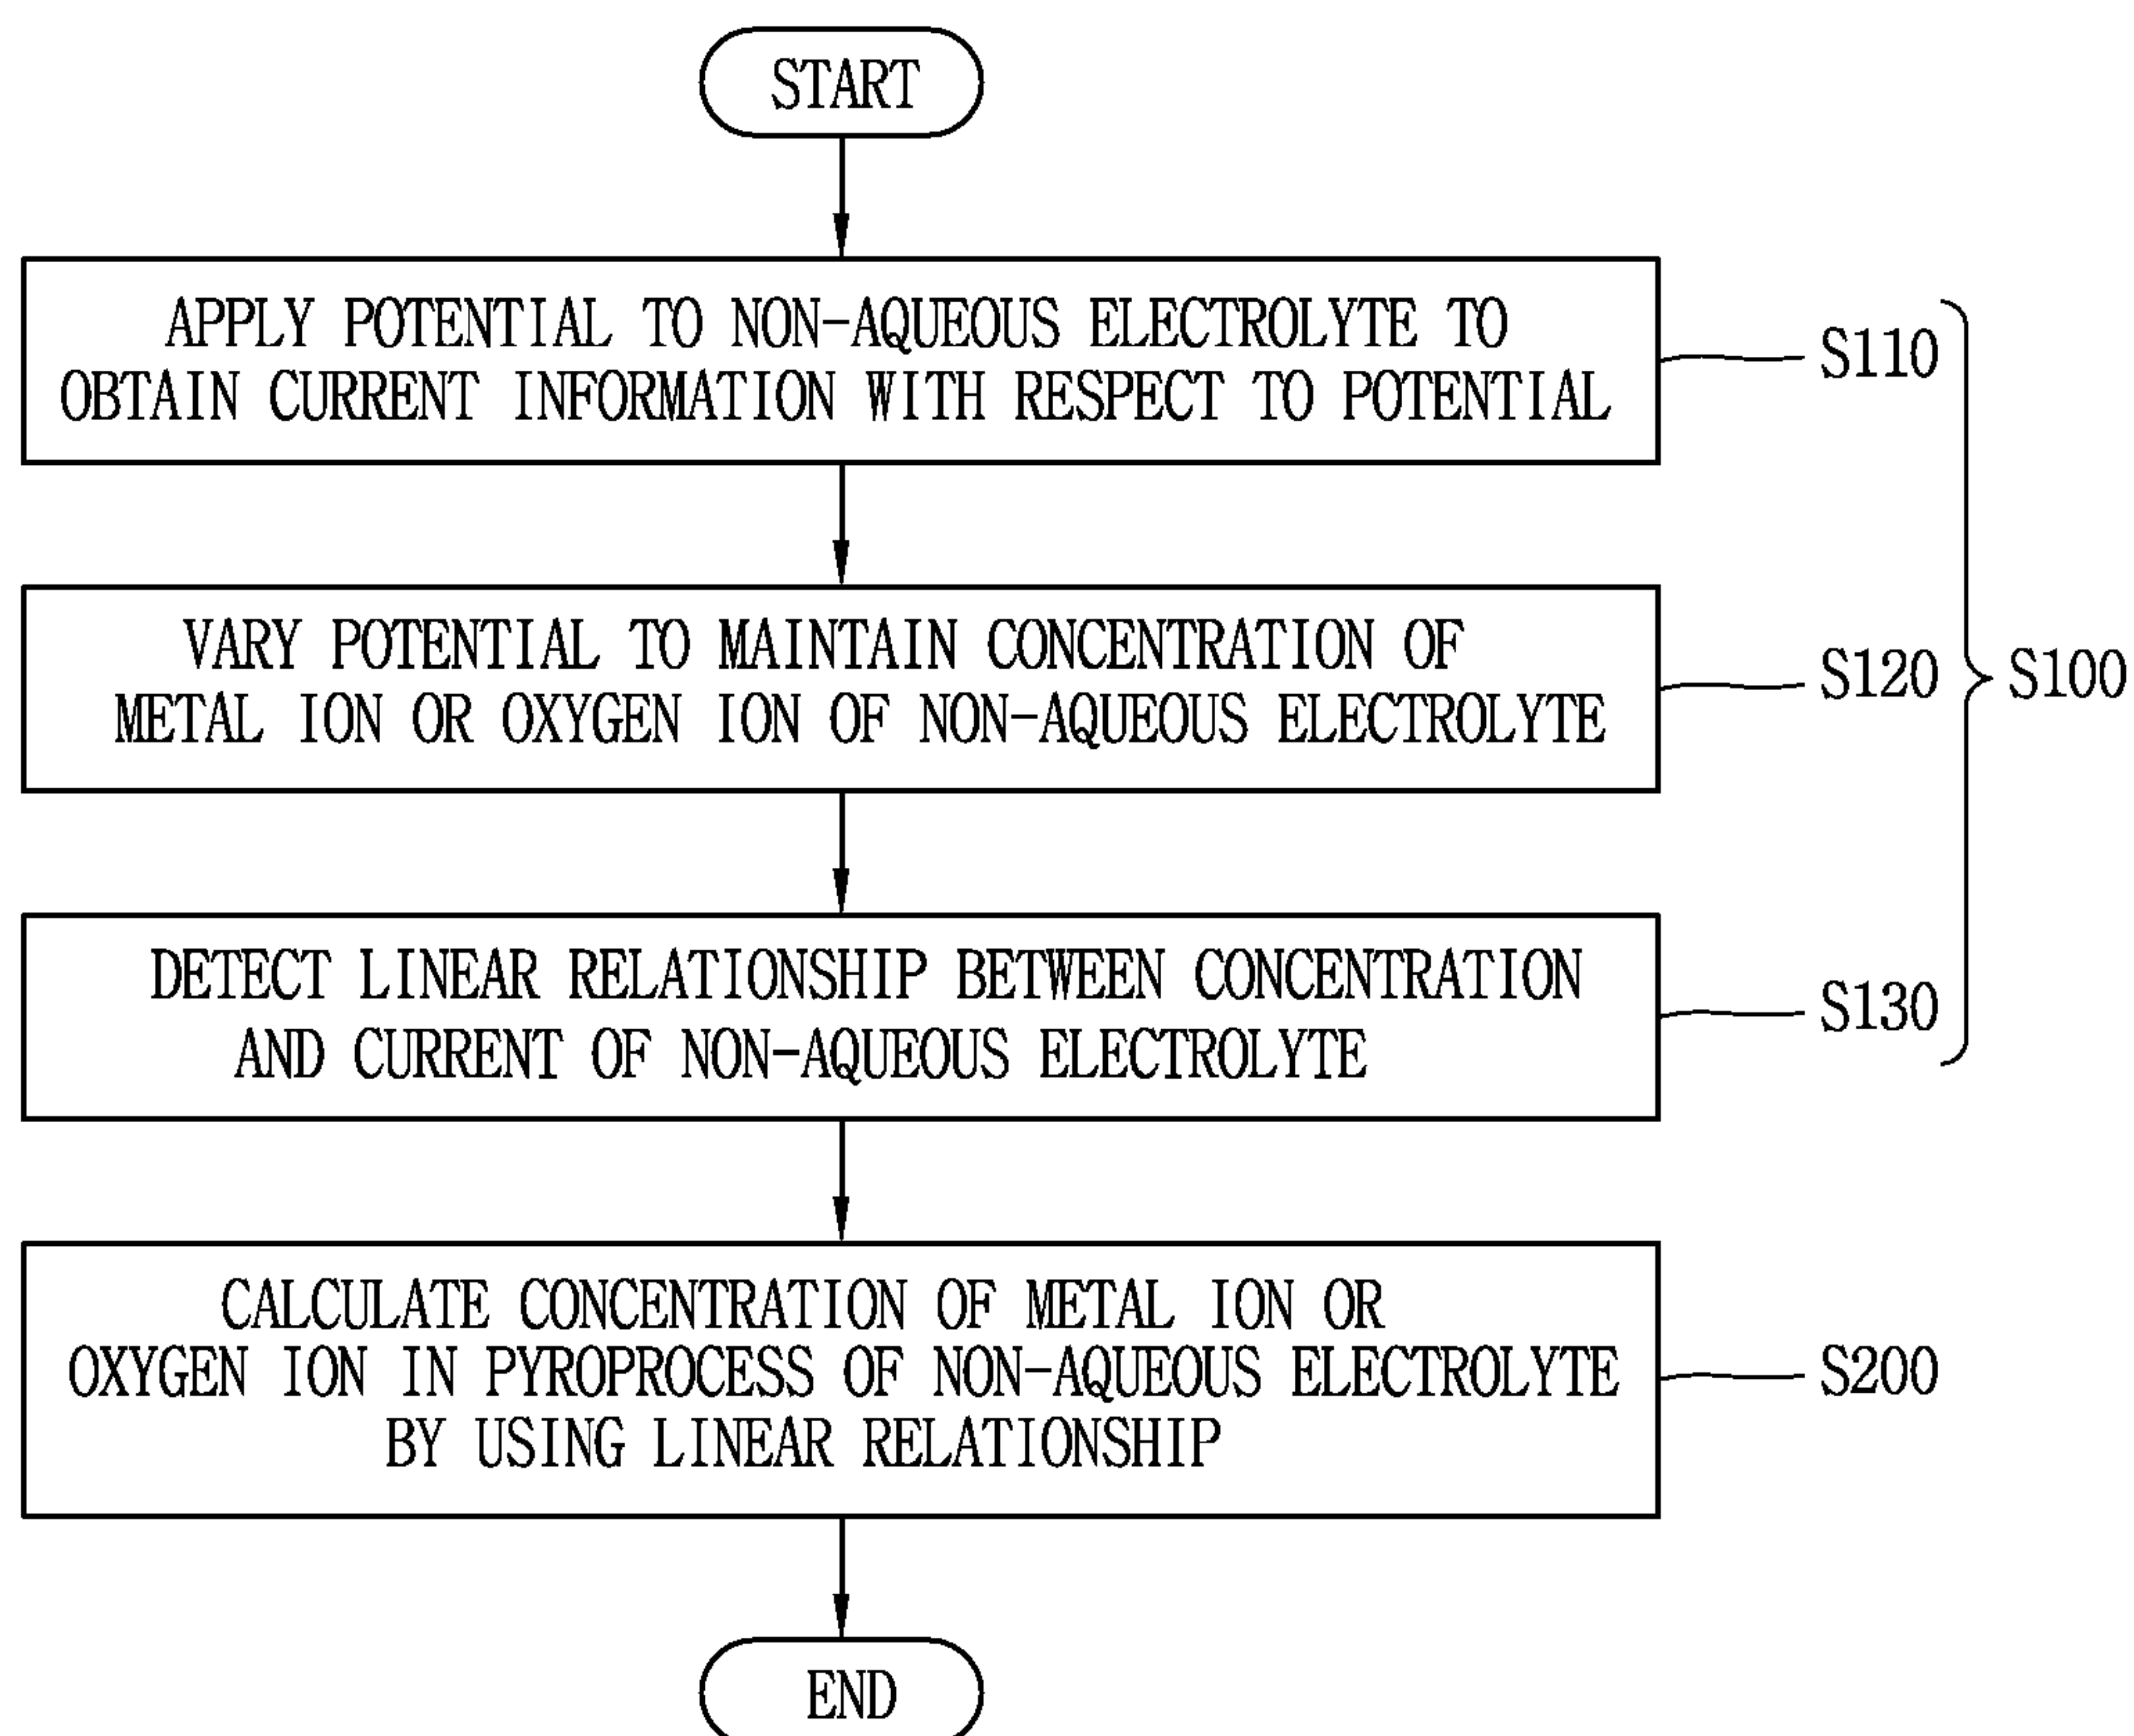 START
APPLY POTENTIAL TO NON-AQUEOUS ELECTROLYTE TO
OBTAIN CURRENT INFORMATION WITH RESPECT TO POTENTIAL
S110
VARY POTENTIAL TO MAINTAIN CONCENTRATION OF
METAL ION OR OXYGEN ION OF NON-AQUEOUS ELECTROLYTE
S120
S100
DETECT LINEAR RELATIONSHIP BETWEEN CONCENTRATION
AND CURRENT OF NON-AQUEOUS ELECTROLYTE
S130
CALCULATE CONCENTRATION OF METAL ION OR
OXYGEN ION IN PYROPROCESS OF NON-AQUEOUS ELECTROLYTE
BY USING LINEAR RELATIONSHIP
S200
END